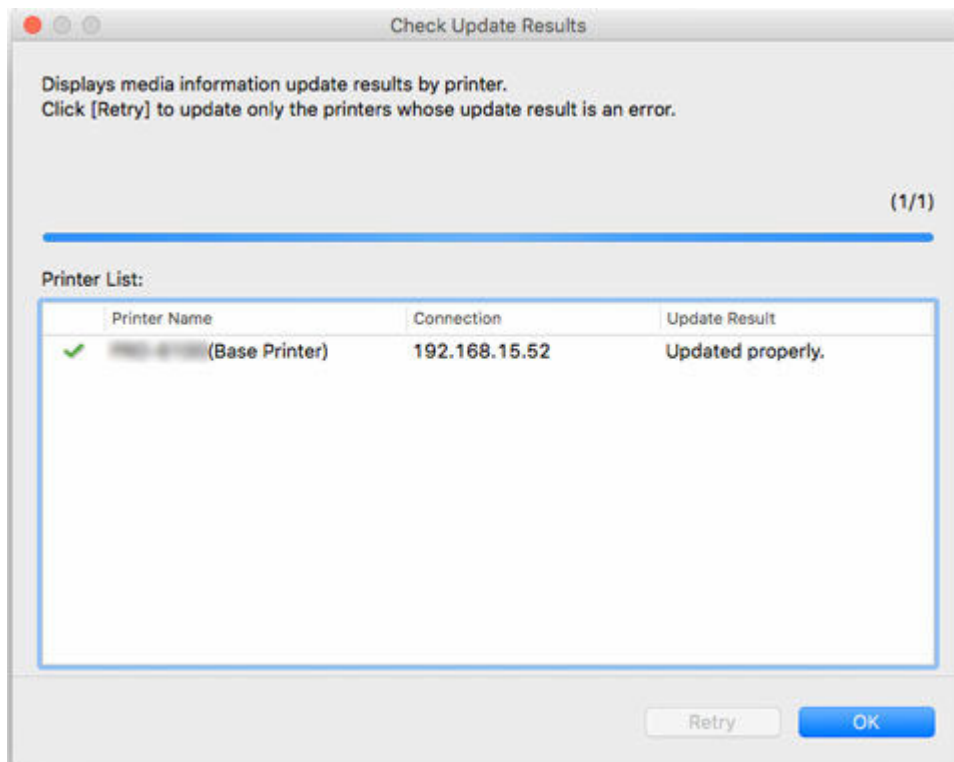 Check Update Results
Displays media information update results by printer.
Click [Retry] to update only the printers whose update result is an error.
(1/1)
Printer List:
Printer Name Connection Update Result
(Base Printer) 192.168.15.52 Updated properly.
Retry OK